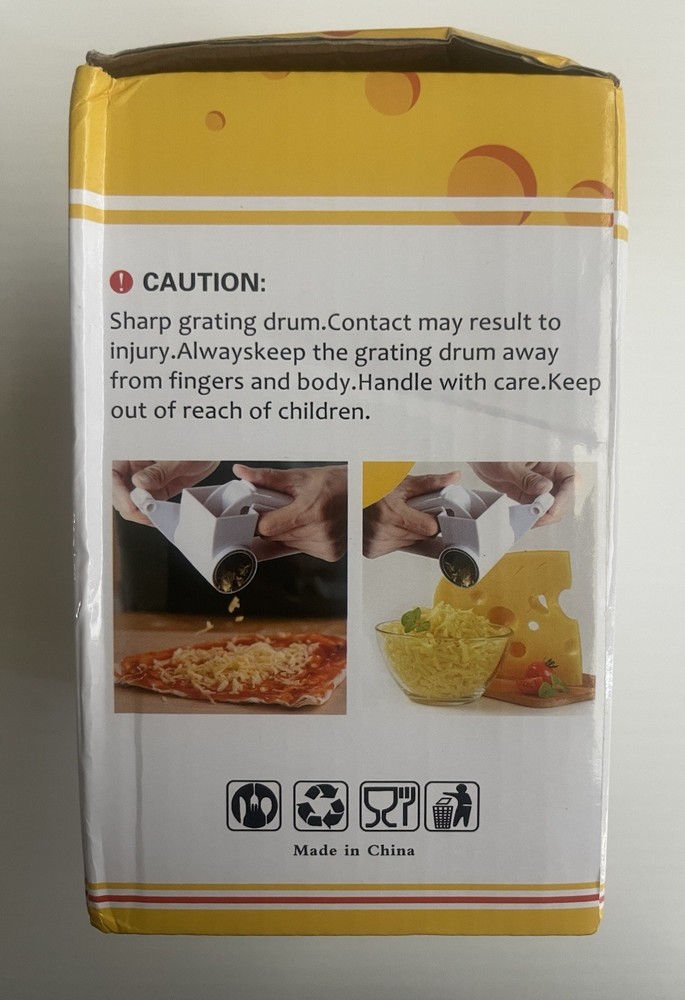 CAUTION:
Sharp grating drum.Contact may result to
injury.Alwayskeep the grating drum away
from fingers and body.Handle with care.Keep
out of reach of children.
Made in China